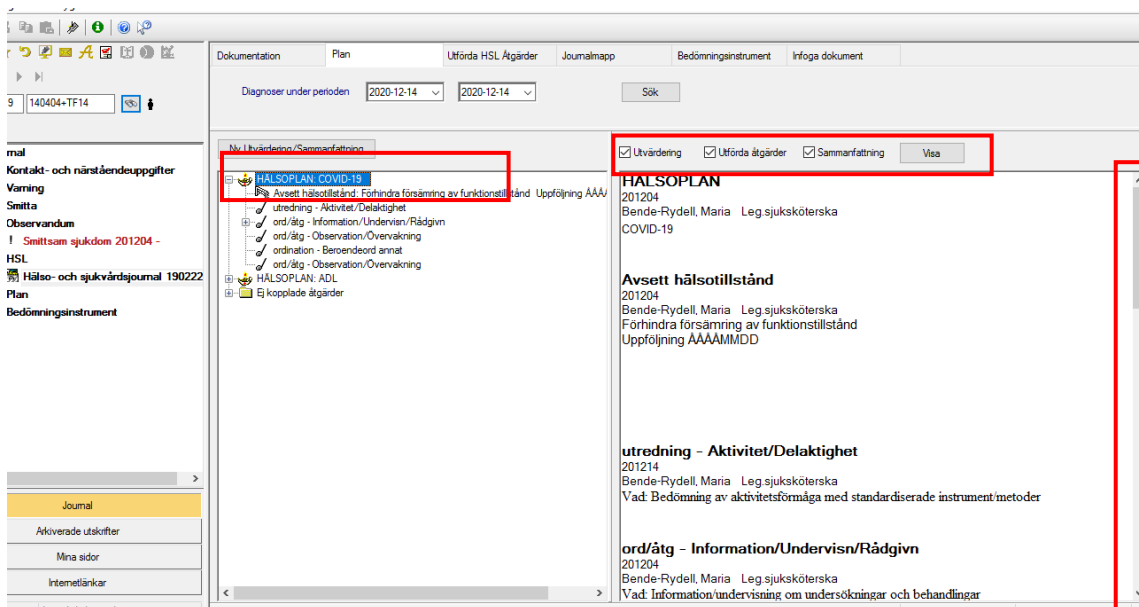 Dokumentation
Plan
Utförda HSL Åtgärder
Journalmapp
Bedömningsinstrument
Infoga dokument
9 140404+TF14
Diagnoser under perioden 2020-12-14 2020-12-14 Sök
rnal
Kontakt- och närståendeuppgifter
Varning
Smitta
Observandum
! Smittsam sjukdom 201204 -
HSL
Hälso- och sjukvårdsjournal 190222
Plan
Bedömningsinstrument
Journal
Arkiverade utskrifter
Mina sidor
Internetlänkar
Ny Utvärdering/Sammanfattning
HÄLSOPLAN: COVID-19
Avsett hälsotillstånd: Förhindra försämring av funktionstillstånd Uppföljning ÅÅÅ/
utredning - Aktivitet/Delaktighet
ord/åtg - Information/Undervisn/Rådgivn
ord/åtg - Observation/Övervakning
ordination - Beroendeord annat
ord/åtg - Observation/Övervakning
HÄLSOPLAN: ADL
Ej kopplade åtgärder
Utvärdering Utförda åtgärder Sammanfattning Visa
HÄLSOPLAN
201204
Bende-Rydell, Maria Leg.sjuksköterska
COVID-19
Avsett hälsotillstånd
201204
Bende-Rydell, Maria Leg.sjuksköterska
Förhindra försämring av funktionstillstånd
Uppföljning ÅÅÅÅMMDD
utredning - Aktivitet/Delaktighet
201214
Bende-Rydell, Maria Leg.sjuksköterska
Vad: Bedömning av aktivitetsförmåga med standardiserade instrument/metoder
ord/åtg - Information/Undervisn/Rådgivn
201204
Bende-Rydell, Maria Leg.sjuksköterska
Vad: Information/undervisning om undersökningar och behandlingar